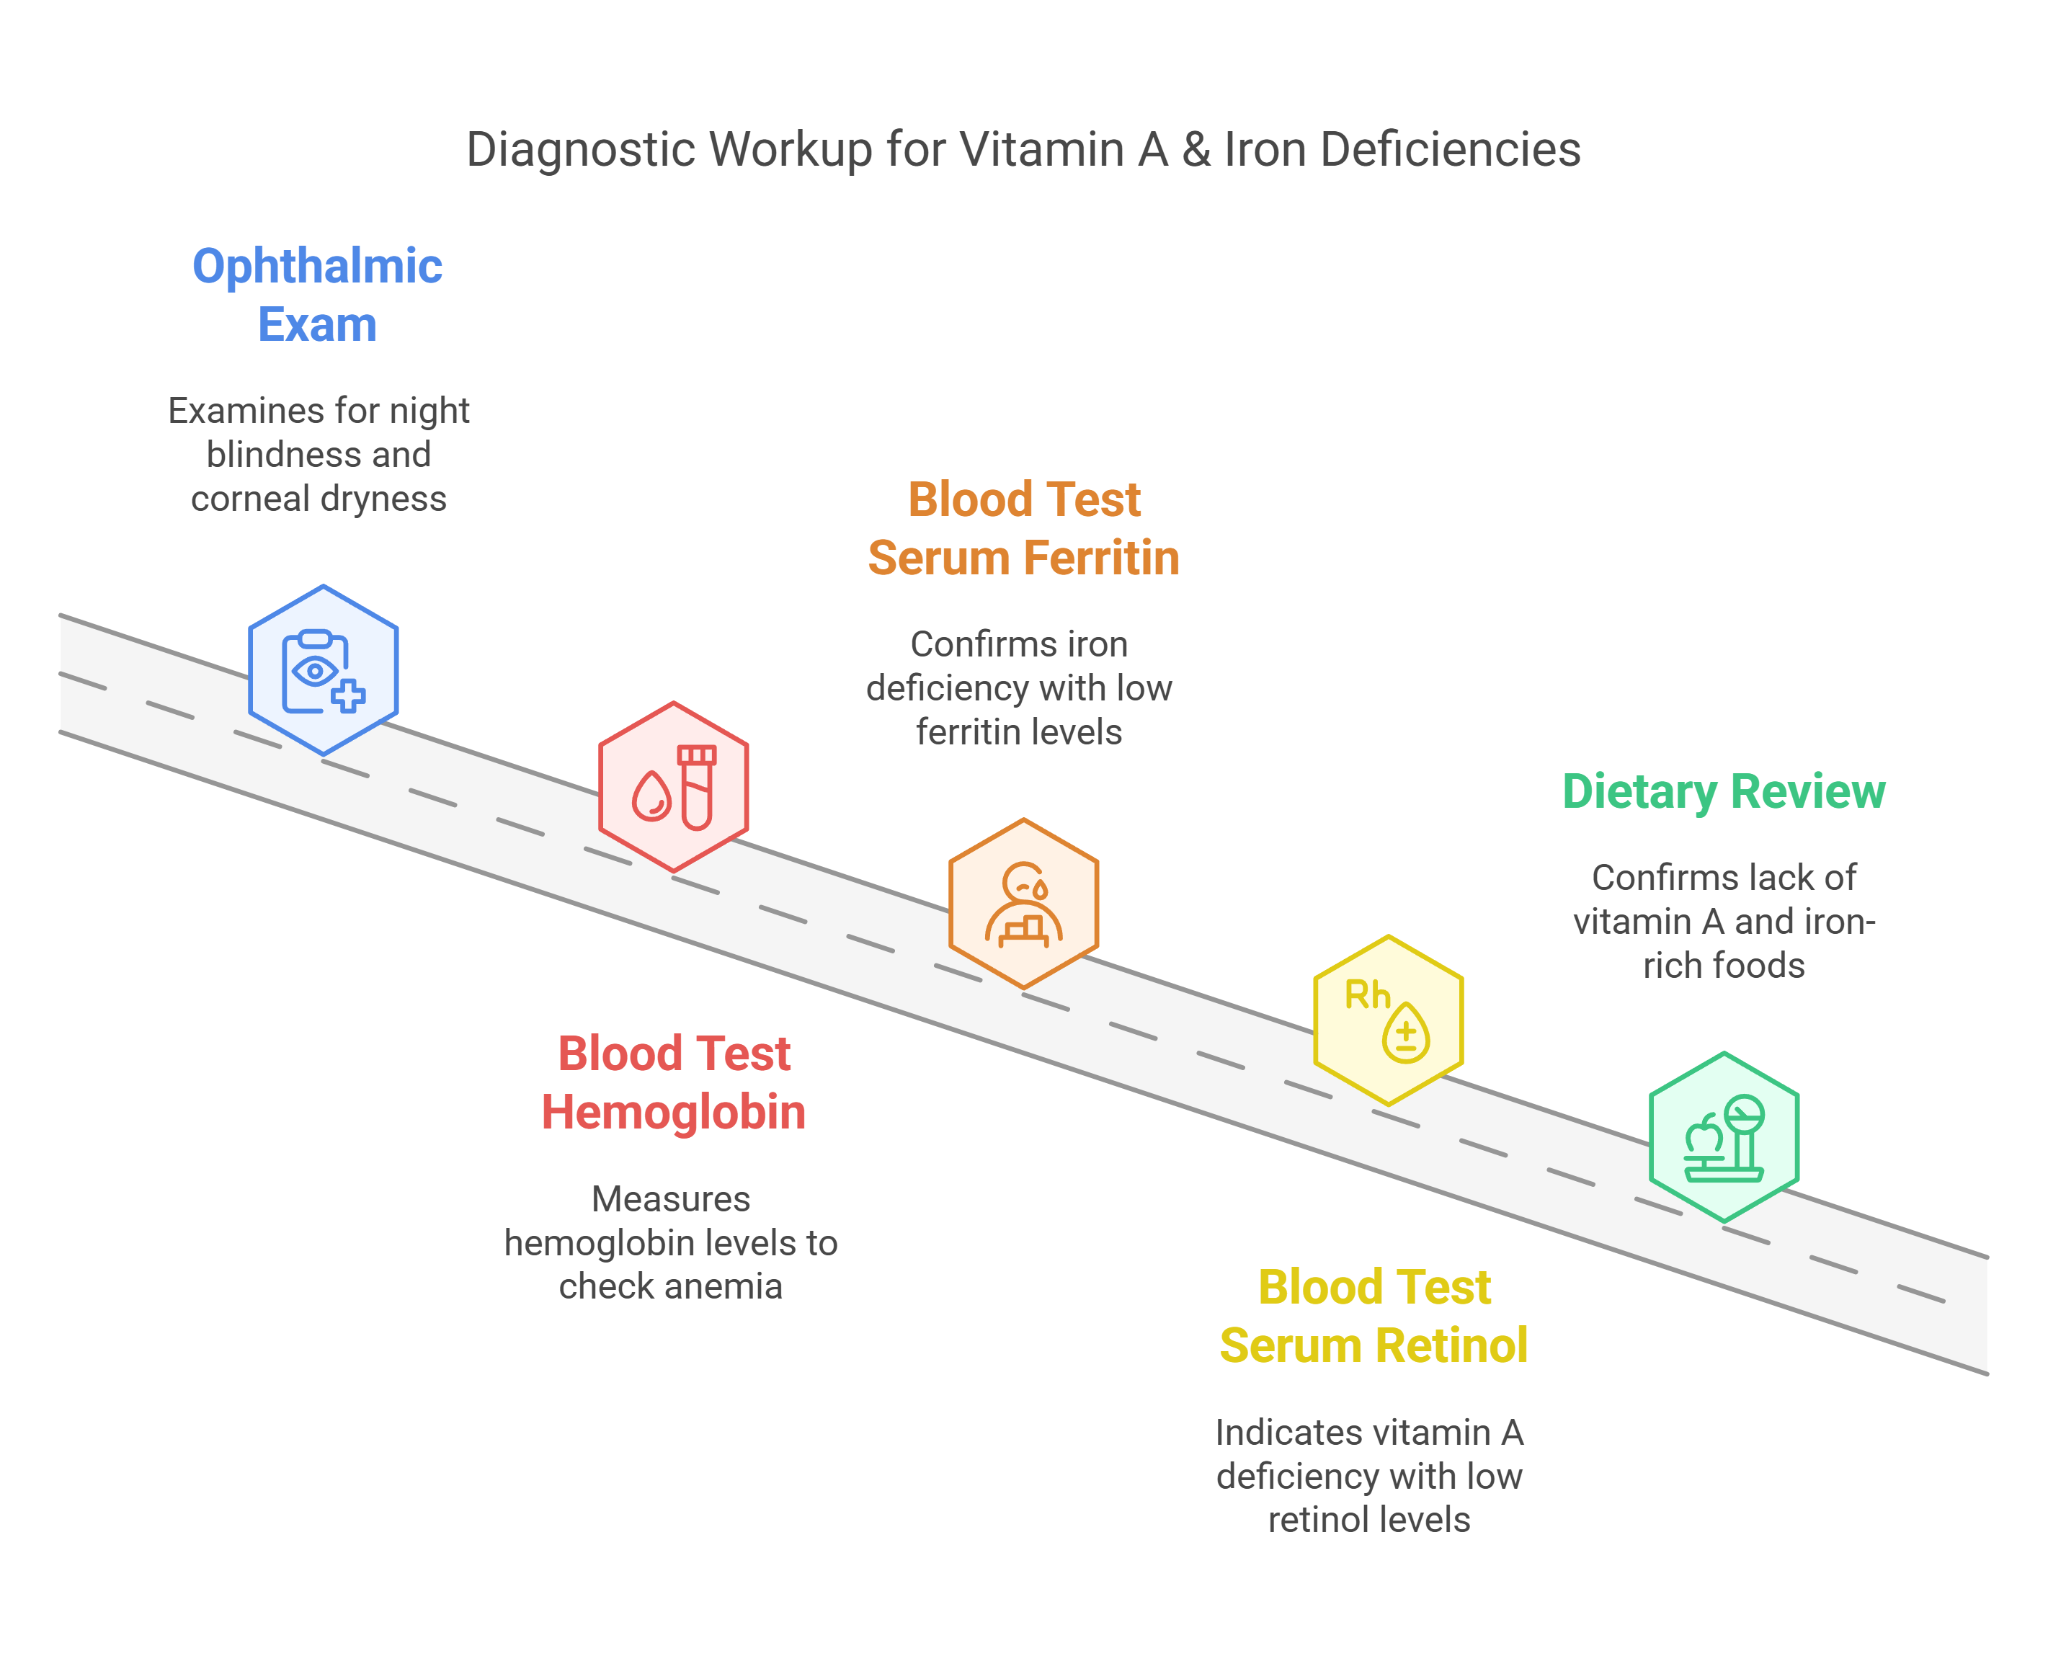 Diagnostic Workup for Vitamin A & Iron Deficiencies
Ophthalmic
Exam
Examines for night
blindness and
corneal dryness
Blood Test
Hemoglobin
Measures
hemoglobin levels to
check anemia
Blood Test
Serum Ferritin
Confirms iron
deficiency with low
ferritin levels
Rh
Blood Test
Serum Retinol
Indicates vitamin A
deficiency with low
retinol levels
Dietary Review
Confirms lack of
vitamin A and iron-
rich foods